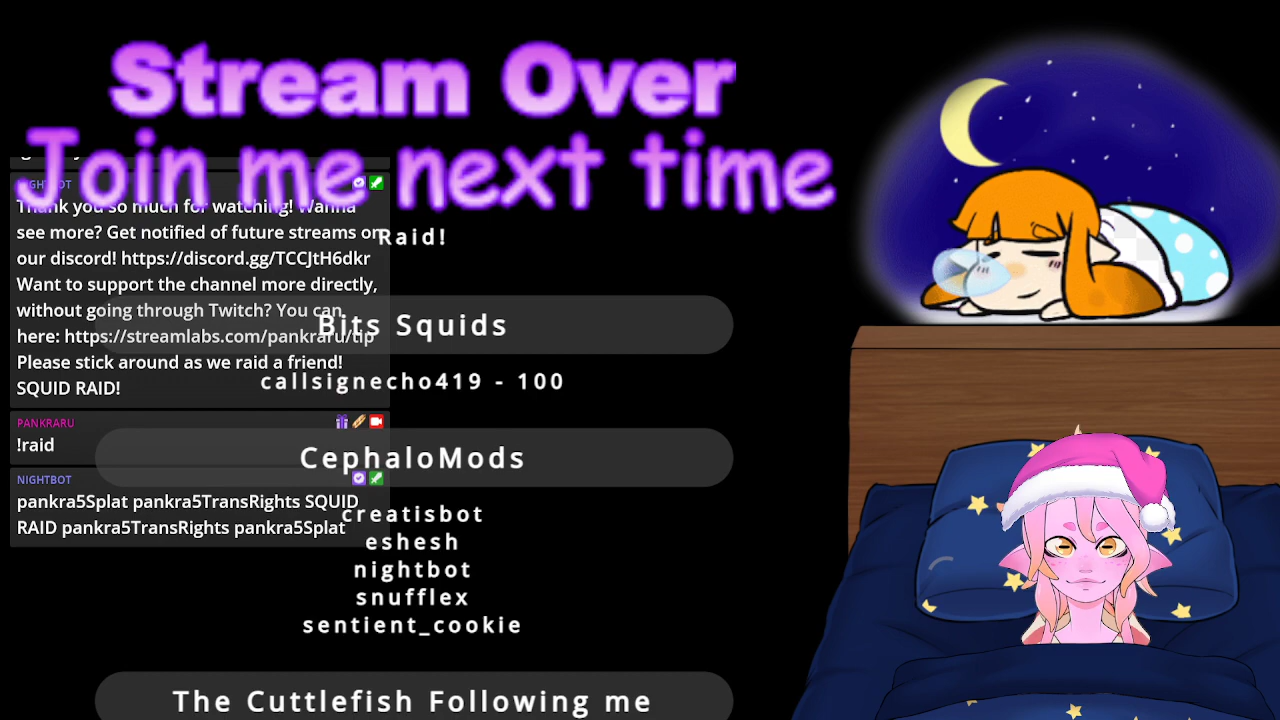 Stream Over
Join me next time
NIGHTBOT
Thank you so much for watching! Wanna
see more? Get notified of future streams on
our discord! https://discord.gg/TCCJtH6dkr
Want to support the channel more directly,
without going through Twitch? You can
here: https://streamlabs.com/pankraru/tip
Please stick around as we raid a friend!
SQUID RAID!
PANKRARU
!raid
NIGHTBOT
pankra5Splat pankra5TransRights SQUID
RAID pankra5TransRights pankra5Splat
Raid!
Bits Squids
callsignecho419 - 100
CephaloMods
creatisbot
eshesh
nightbot
snufflex
sentient_cookie
The Cuttlefish Following me